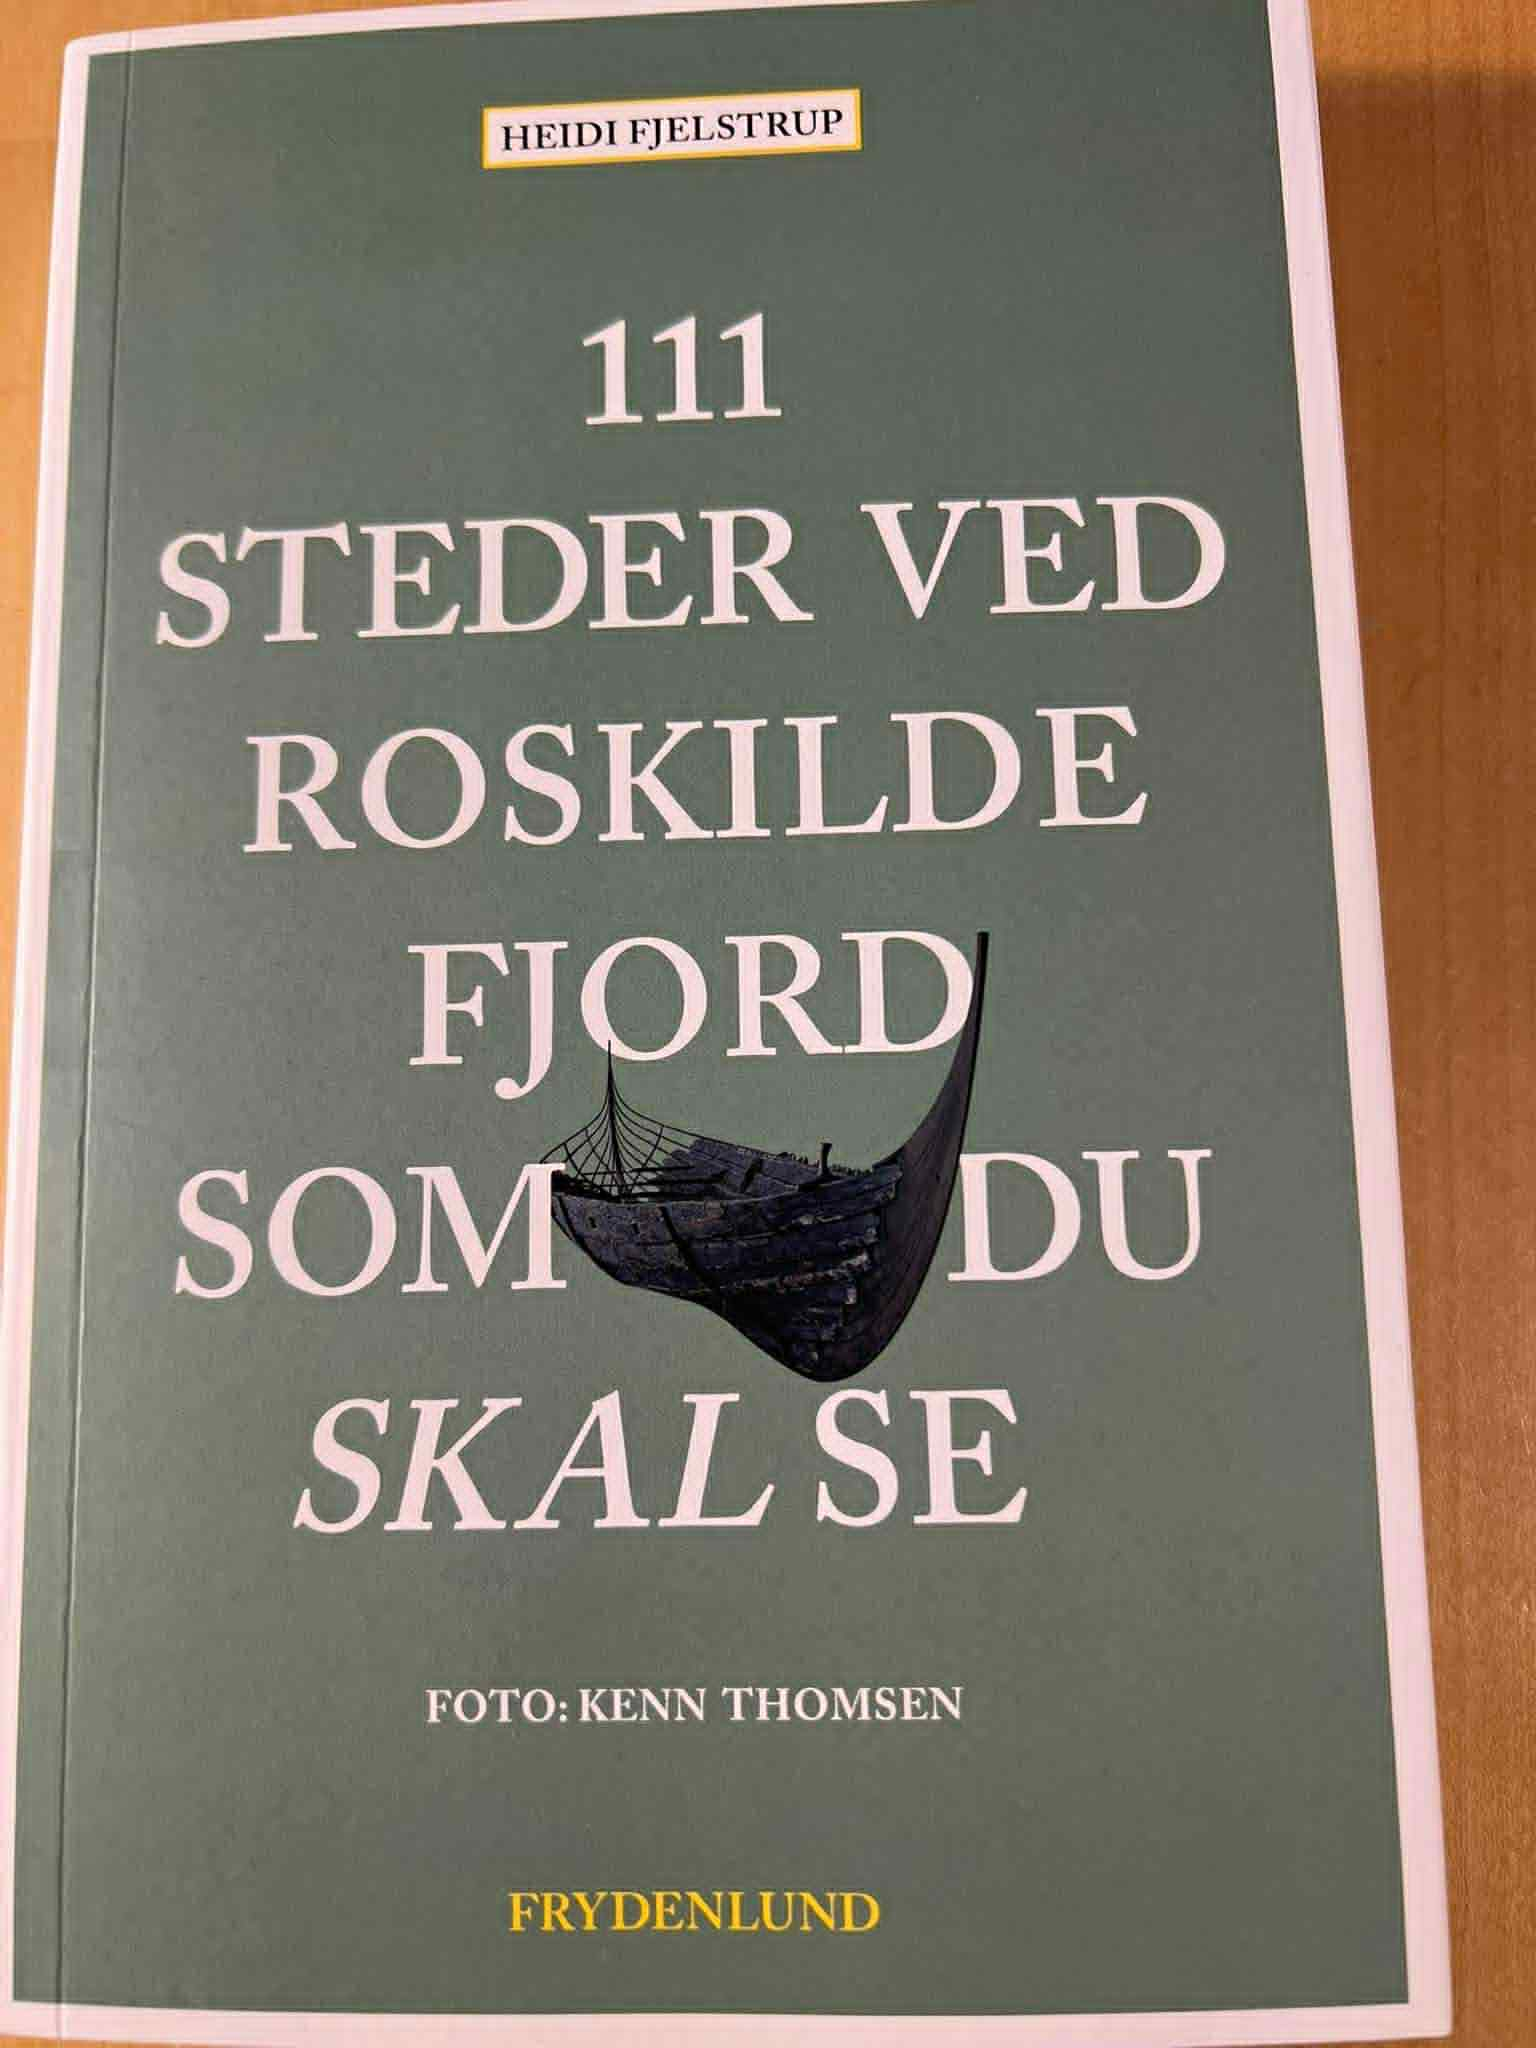 HEIDI FJELSTRUP
111
STEDER VED
ROSKILDE
FJORD
SOM DU
SKAL SE
FOTO: KENN THOMSEN
FRYDENLUND